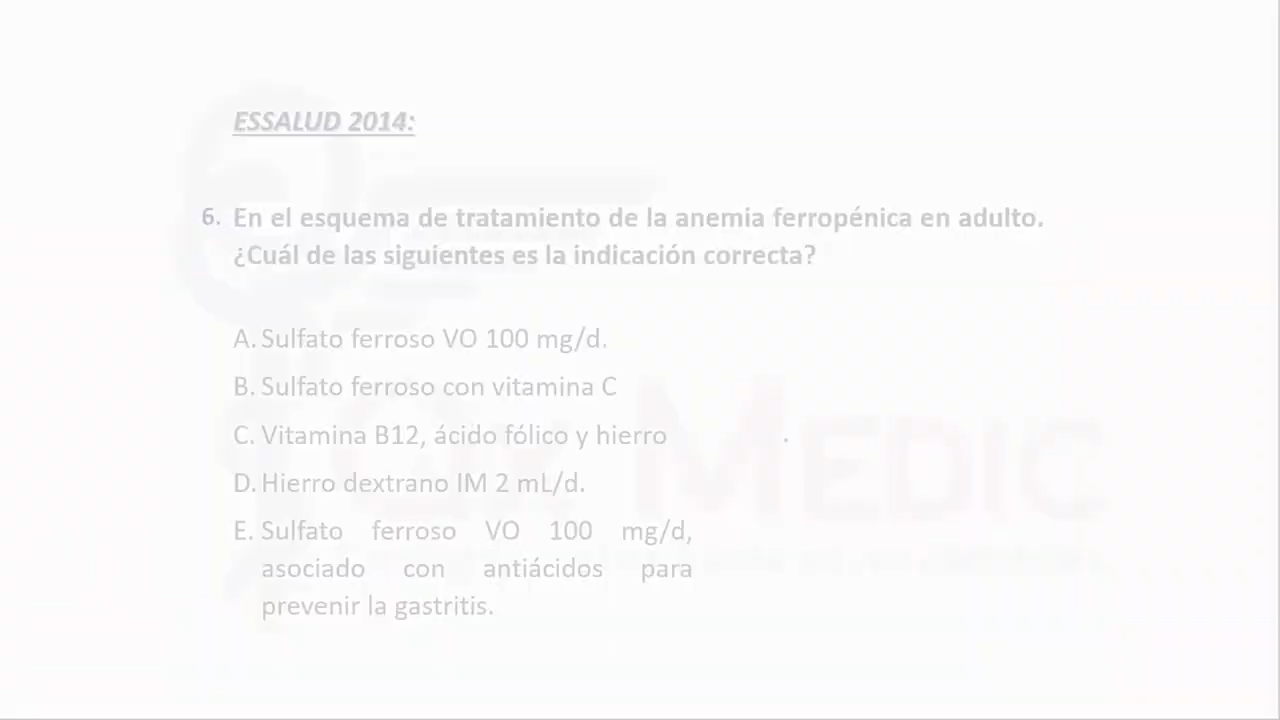 ESSALUD 2014:
6. En el esquema de tratamiento de la anemia ferropénica en adulto.
¿Cuál de las siguientes es la indicación correcta?
A. Sulfato ferroso VO 100 mg/d.
B. Sulfato ferroso con vitamina C
C. Vitamina B12, ácido fólico y hierro .
D. Hierro dextrano IM 2 mL/d.
E. Sulfato ferroso VO 100 mg/d,
asociado con antiácidos para
prevenir la gastritis.
MEDIC